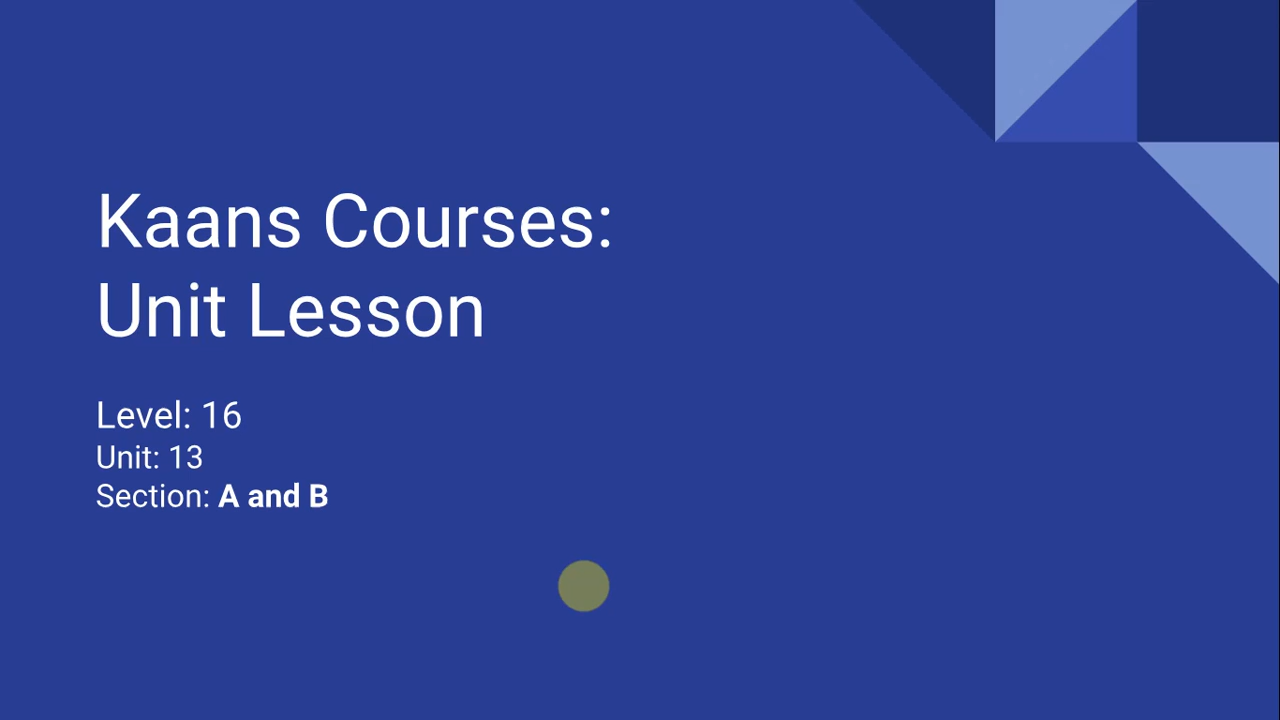 Kaans Courses:
Unit Lesson
Level: 16
Unit: 13
Section: A and B